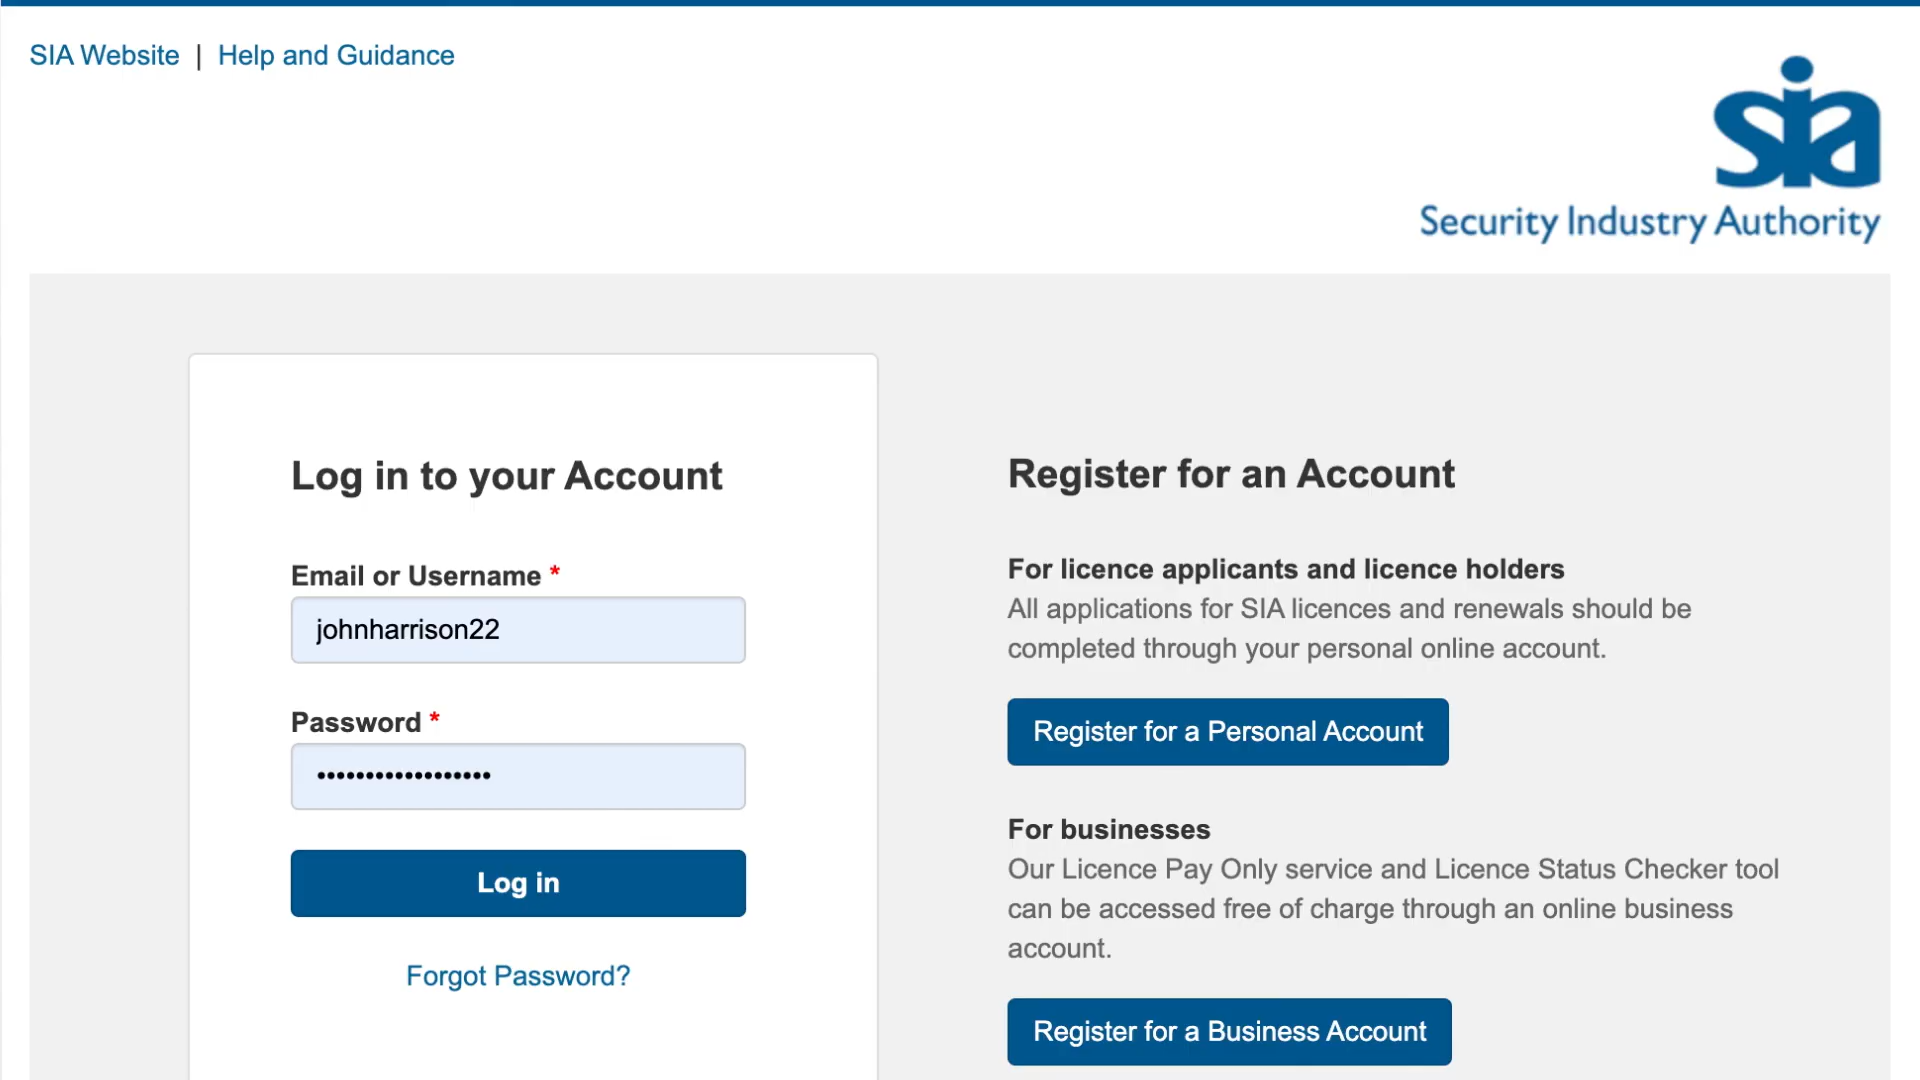 SIA Website | Help and Guidance
sia
Security Industry Authority
Log in to your Account
Email or Username *
johnharrison22
Password *
••••••••••••••••••
Log in
Forgot Password?
Register for an Account
For licence applicants and licence holders
All applications for SIA licences and renewals should be
completed through your personal online account.
Register for a Personal Account
For businesses
Our Licence Pay Only service and Licence Status Checker tool
can be accessed free of charge through an online business
account.
Register for a Business Account